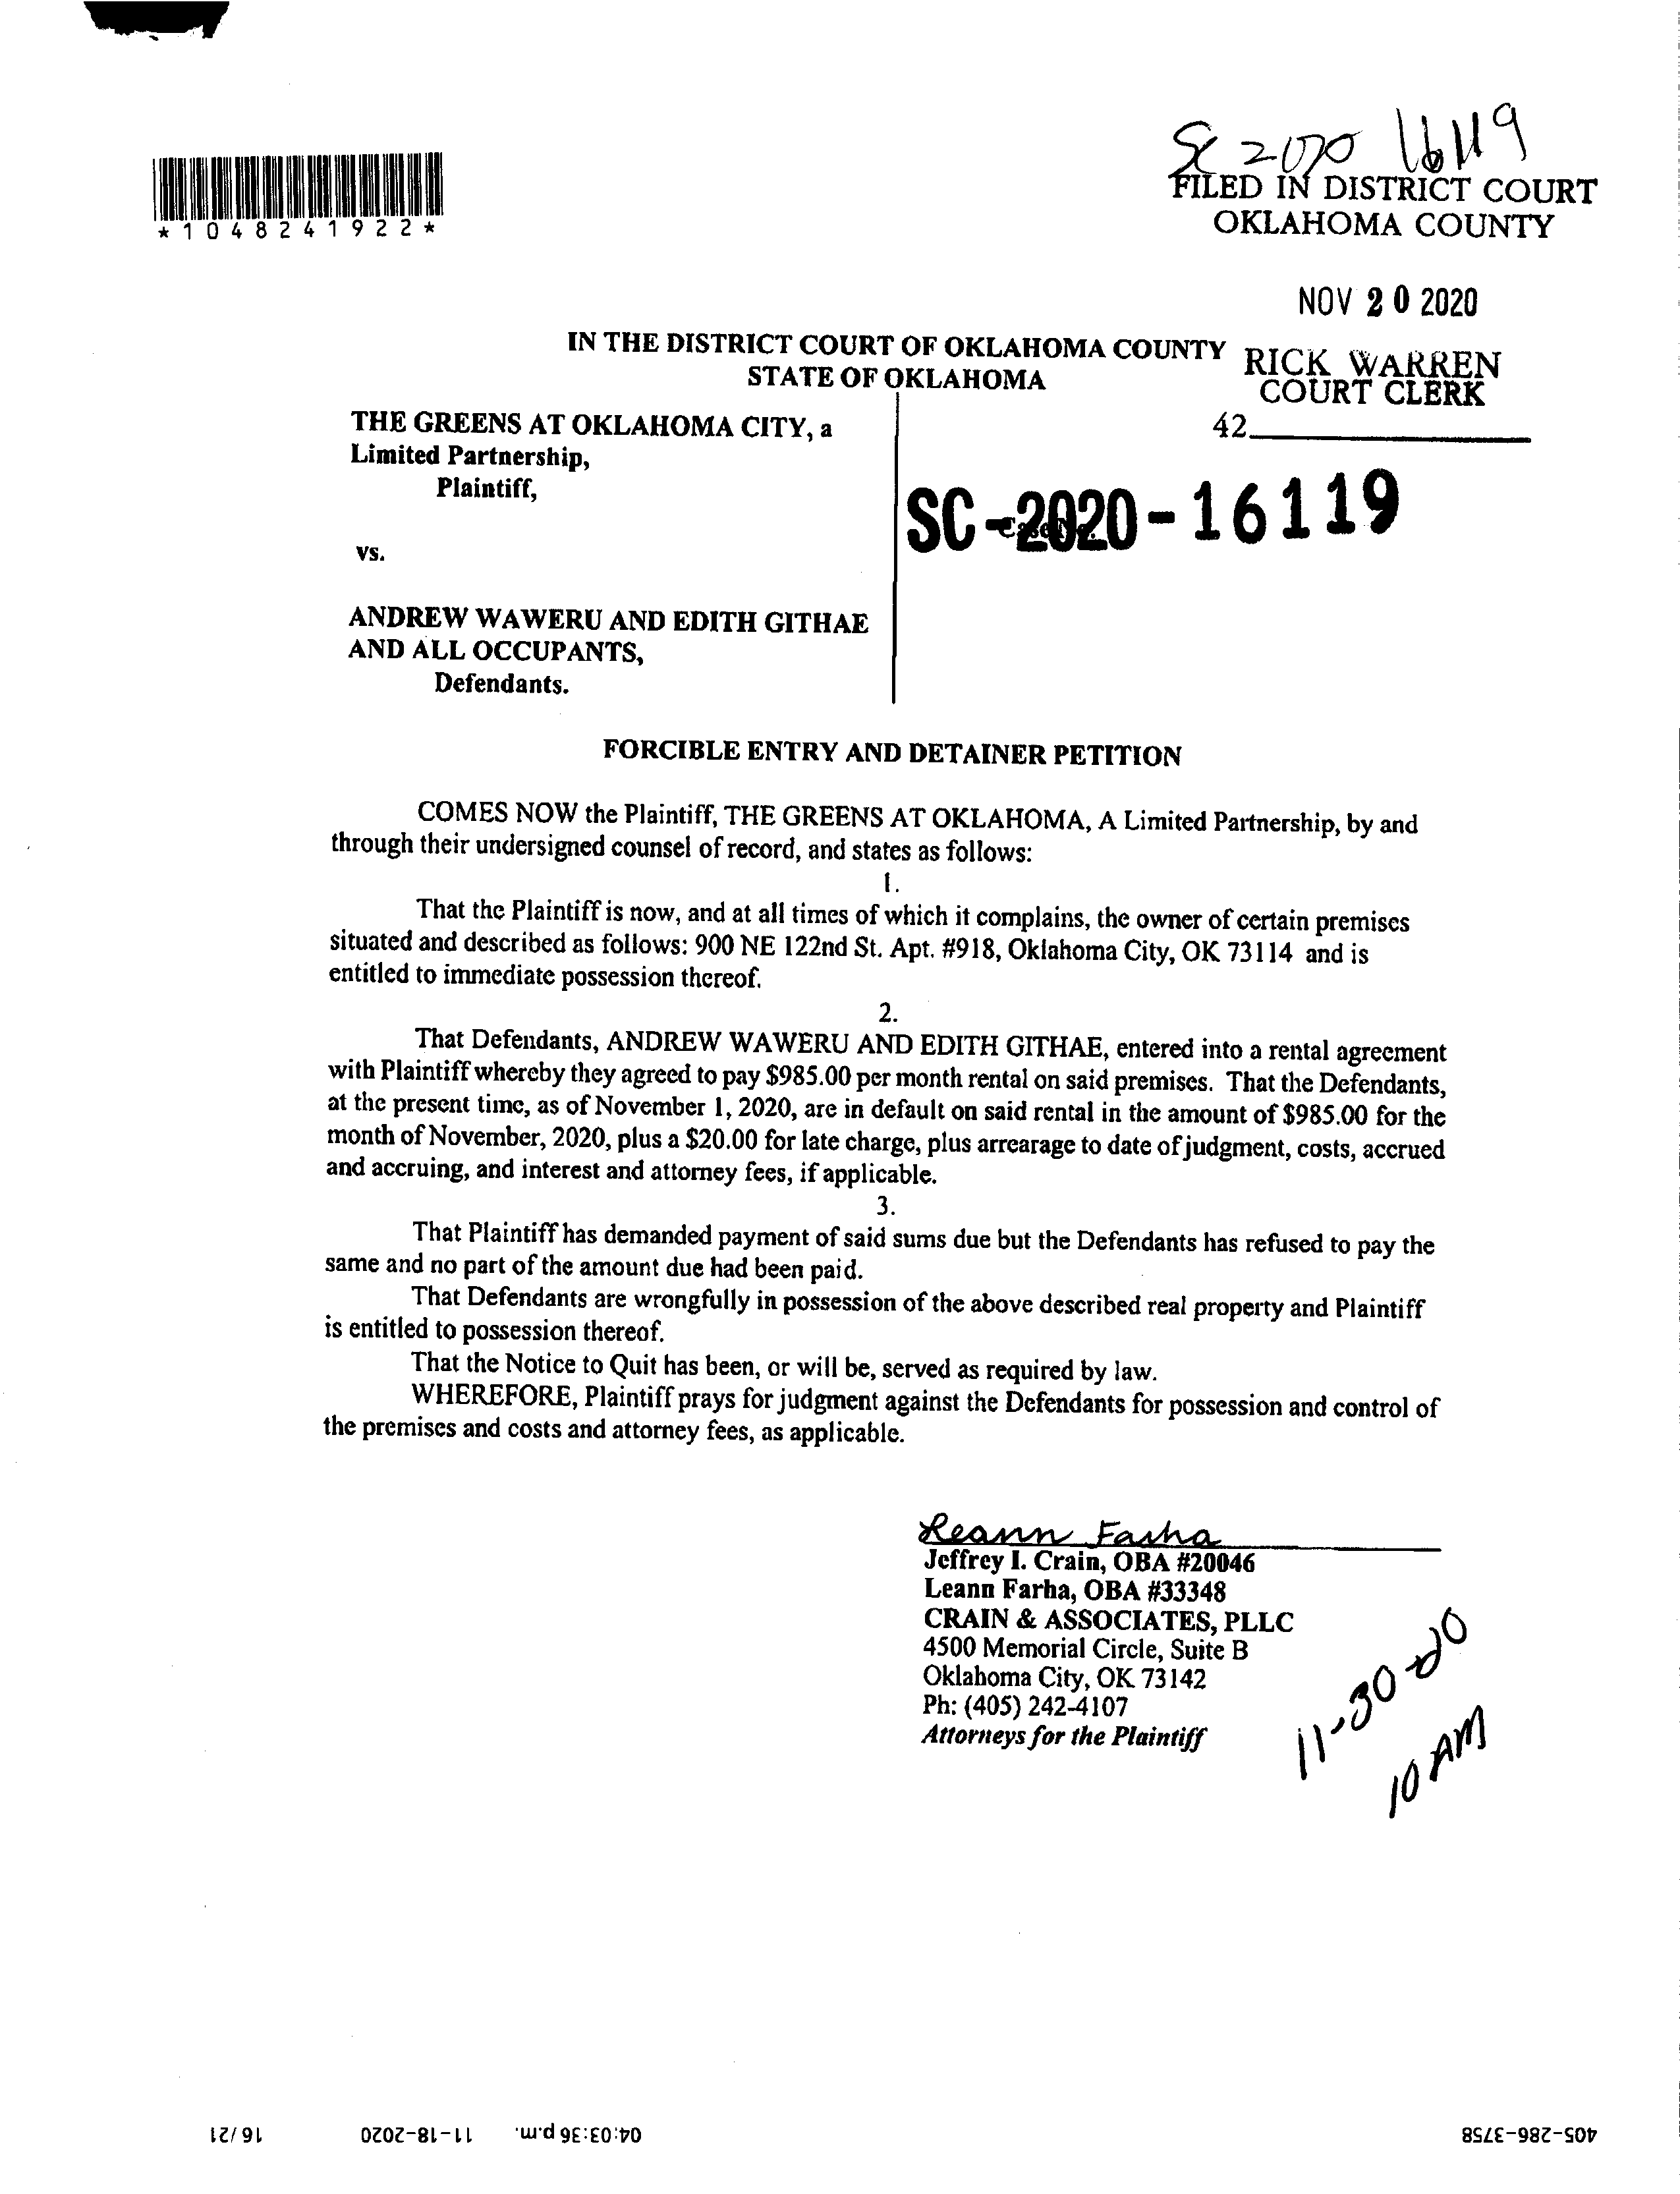 *1048241922*
SC 2020 16119
FILED IN DISTRICT COURT
OKLAHOMA COUNTY
NOV 20 2020
RICK WARREN
COURT CLERK
42
IN THE DISTRICT COURT OF OKLAHOMA COUNTY
STATE OF OKLAHOMA
THE GREENS AT OKLAHOMA CITY, a
Limited Partnership,
Plaintiff,
vs.
ANDREW WAWERU AND EDITH GITHAE
AND ALL OCCUPANTS,
Defendants.
SC-2020-16119
FORCIBLE ENTRY AND DETAINER PETITION
COMES NOW the Plaintiff, THE GREENS AT OKLAHOMA, A Limited Partnership, by and
through their undersigned counsel of record, and states as follows:
1.
That the Plaintiff is now, and at all times of which it complains, the owner of certain premises
situated and described as follows: 900 NE 122nd St. Apt. #918, Oklahoma City, OK 73114 and is
entitled to immediate possession thereof.
2.
That Defendants, ANDREW WAWERU AND EDITH GITHAE, entered into a rental agreement
with Plaintiff whereby they agreed to pay $985.00 per month rental on said premises. That the Defendants,
at the present time, as of November 1, 2020, are in default on said rental in the amount of $985.00 for the
month of November, 2020, plus a $20.00 for late charge, plus arrearage to date of judgment, costs, accrued
and accruing, and interest and attorney fees, if applicable.
3.
That Plaintiff has demanded payment of said sums due but the Defendants has refused to pay the
same and no part of the amount due had been paid.
That Defendants are wrongfully in possession of the above described real property and Plaintiff
is entitled to possession thereof.
That the Notice to Quit has been, or will be, served as required by law.
WHEREFORE, Plaintiff prays for judgment against the Defendants for possession and control of
the premises and costs and attorney fees, as applicable.
Leann Farha
Jeffrey I. Crain, OBA #20046
Leann Farha, OBA #33348
CRAIN & ASSOCIATES, PLLC
4500 Memorial Circle, Suite B
Oklahoma City, OK 73142
Ph: (405) 242-4107
Attorneys for the Plaintiff
11-30-20
10 AM
405-286-3758 04:03:36 p.m. 11-18-2020 16/21